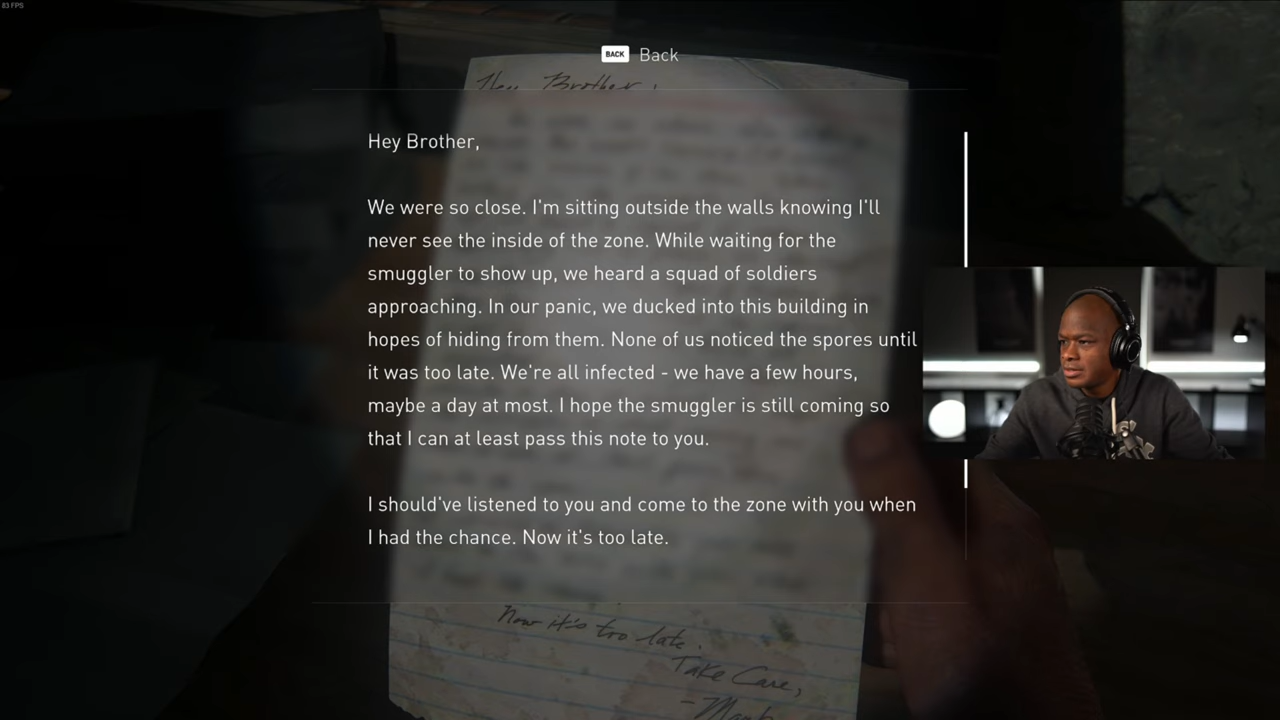 83 FPS
BACK Back
Hey Brother,
Hey Brother,
We were so close. I'm sitting outside the walls knowing I'll
never see the inside of the zone. While waiting for the
smuggler to show up, we heard a squad of soldiers
approaching. In our panic, we ducked into this building in
hopes of hiding from them. None of us noticed the spores until
it was too late. We're all infected - we have a few hours,
maybe a day at most. I hope the smuggler is still coming so
that I can at least pass this note to you.
I should've listened to you and come to the zone with you when
I had the chance. Now it's too late.
Now it's too late.
Take Care,